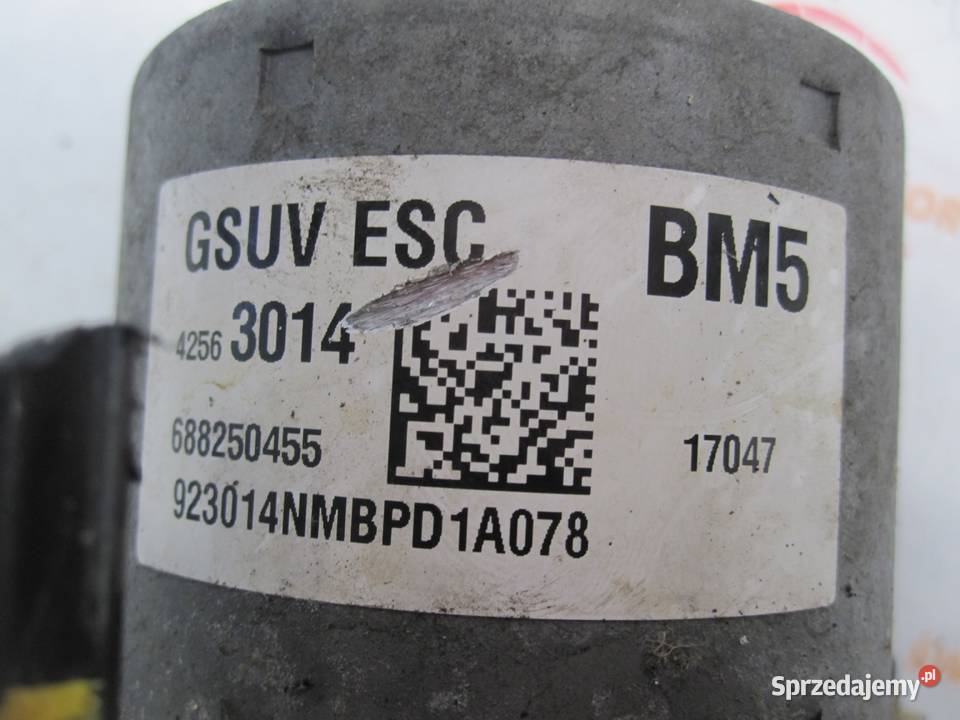 GSUV ESC
BM5
4256 3014
688250455
17047
923014NMBPD1A078
Sprzedajemy.pl